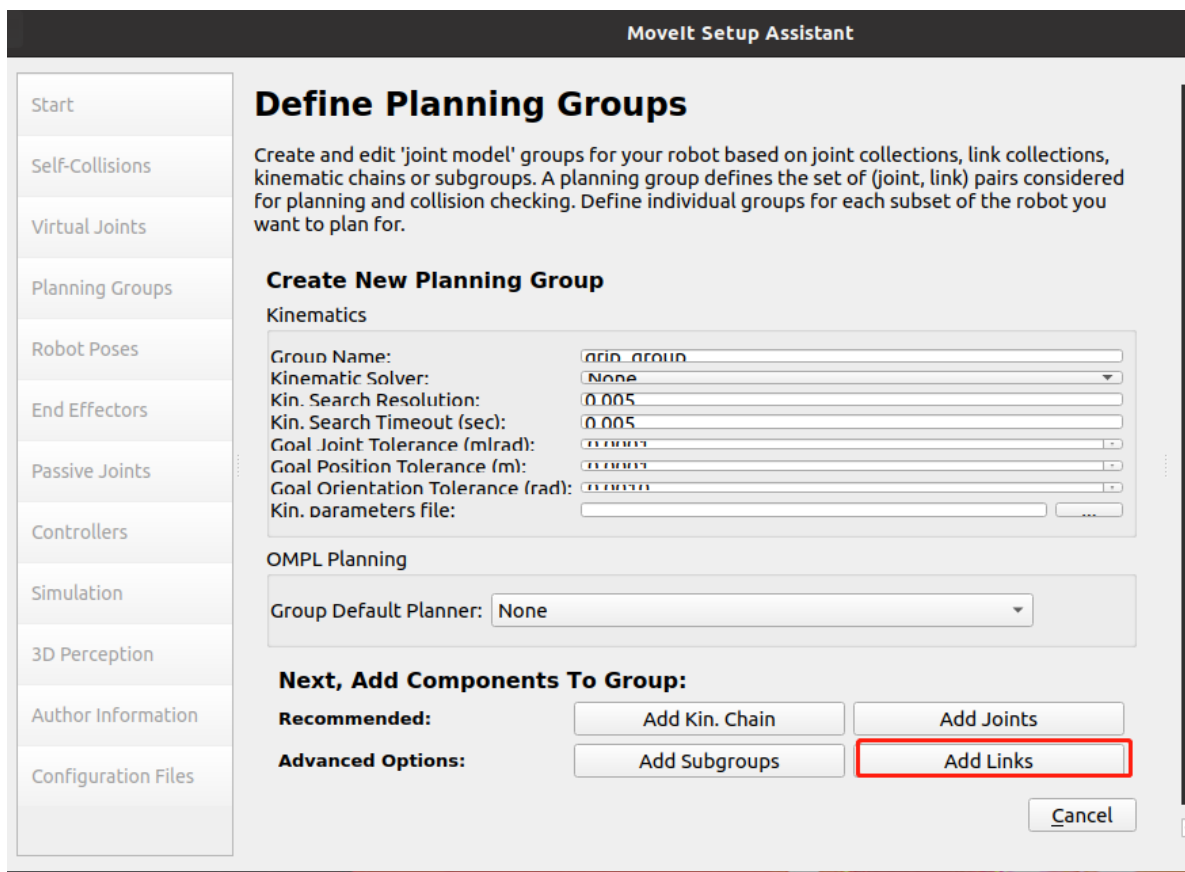 MoveIt Setup Assistant
Start
Self-Collisions
Virtual Joints
Planning Groups
Robot Poses
End Effectors
Passive Joints
Controllers
Simulation
3D Perception
Author Information
Configuration Files
Define Planning Groups
Create and edit 'joint model' groups for your robot based on joint collections, link collections,
kinematic chains or subgroups. A planning group defines the set of (joint, link) pairs considered
for planning and collision checking. Define individual groups for each subset of the robot you
want to plan for.
Create New Planning Group
Kinematics
Group Name: grip_group
Kinematic Solver: None
Kin. Search Resolution: 0.005
Kin. Search Timeout (sec): 0.005
Goal Joint Tolerance (m|rad): 0.0001
Goal Position Tolerance (m): 0.0001
Goal Orientation Tolerance (rad): 0.0010
Kin. parameters file: ...
OMPL Planning
Group Default Planner: None
Next, Add Components To Group:
Recommended: Add Kin. Chain Add Joints
Advanced Options: Add Subgroups Add Links
Cancel